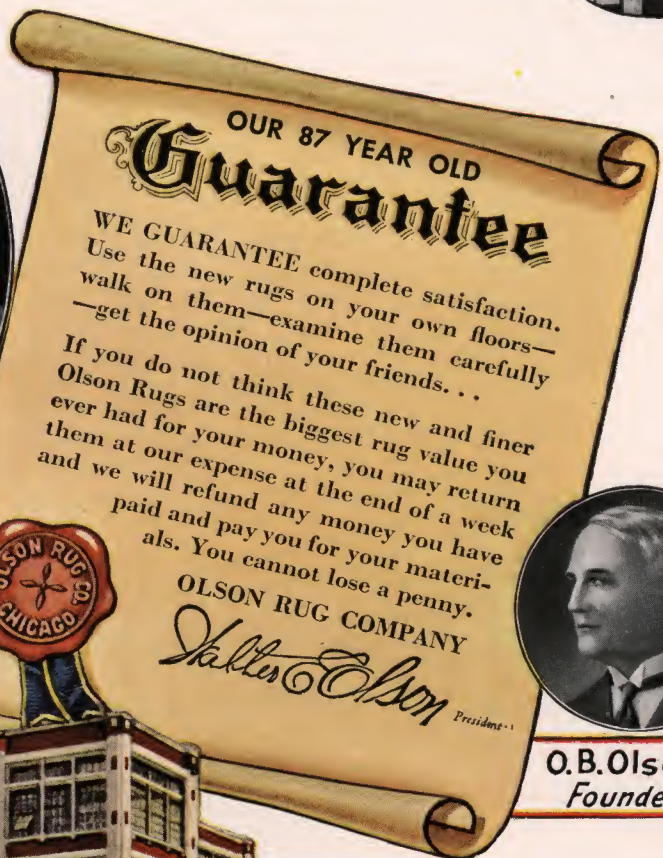 OUR 87 YEAR OLD
Guarantee
WE GUARANTEE complete satisfaction.
Use the new rugs on your own floors—
walk on them—examine them carefully
—get the opinion of your friends. . .
If you do not think these new and finer
Olson Rugs are the biggest rug value you
ever had for your money, you may return
them at our expense at the end of a week
and we will refund any money you have
paid and pay you for your materi-
als. You cannot lose a penny.
OLSON RUG COMPANY
Walter E Olson President
OLSON RUG CO.
CHICAGO
O.B.Ols
Founde